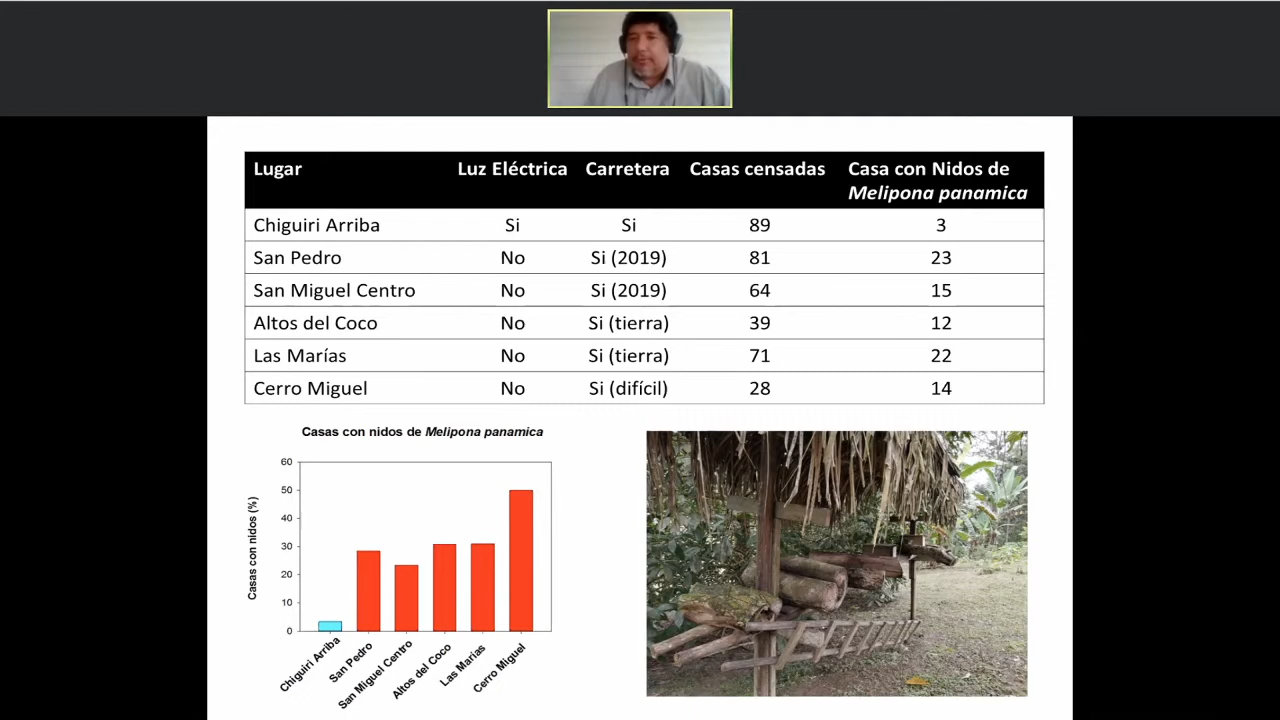 Lugar Luz Eléctrica Carretera Casas censadas Casa con Nidos de
Melipona panamica
Chiguiri Arriba Si Si 89 3
San Pedro No Si (2019) 81 23
San Miguel Centro No Si (2019) 64 15
Altos del Coco No Si (tierra) 39 12
Las Marías No Si (tierra) 71 22
Cerro Miguel No Si (difícil) 28 14
Casas con nidos de Melipona panamica
Casas con nidos (%)
60
50
40
30
20
10
0
Chiguiri Arriba
San Pedro
San Miguel Centro
Altos del Coco
Las Marias
Cerro Miguel